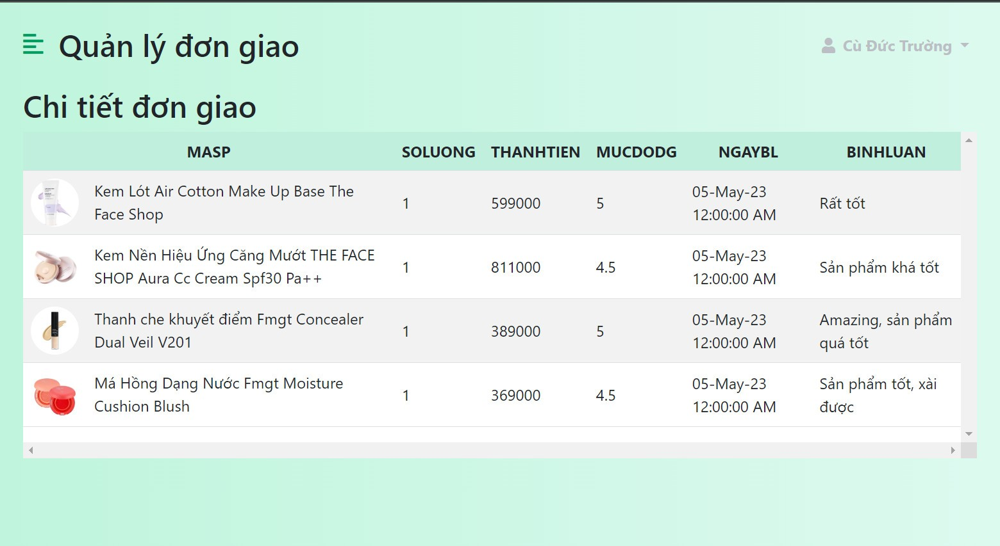 Quản lý đơn giao
Cù Đức Trường
Chi tiết đơn giao
MASP SOLUONG THANHTIEN MUCDODG NGAYBL BINHLUAN
Kem Lót Air Cotton Make Up Base The
Face Shop
1
599000
5
05-May-23
12:00:00 AM
Rất tốt
Kem Nền Hiệu Ứng Căng Mướt THE FACE
SHOP Aura Cc Cream Spf30 Pa++
1
811000
4.5
05-May-23
12:00:00 AM
Sản phẩm khá tốt
Thanh che khuyết điểm Fmgt Concealer
Dual Veil V201
1
389000
5
05-May-23
12:00:00 AM
Amazing, sản phẩm
quá tốt
Má Hồng Dạng Nước Fmgt Moisture
Cushion Blush
1
369000
4.5
05-May-23
12:00:00 AM
Sản phẩm tốt, xài
được